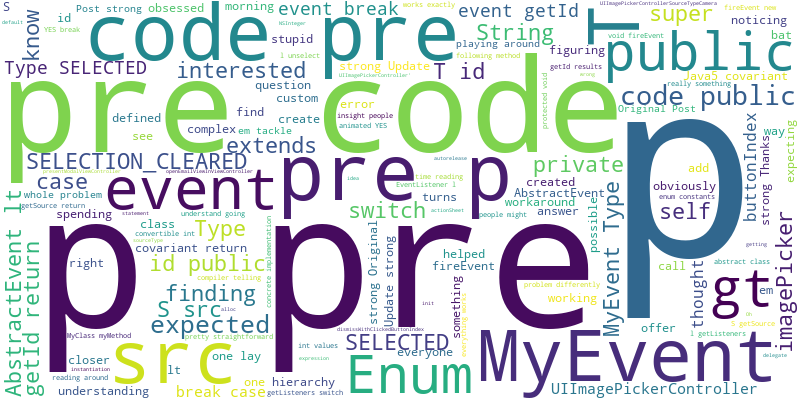 S
default
Post strong
obsessed
morning
event break
NSInteger
YES break
stupid
works exactly
event getId
playing around
following method
super
UIImagePickerControllerSourceTypeCamera
void fireEvent
fireEvent new
noticing
bat
know
code
pre
String
T
public
figuring
Type SELECTED
interested
strong Update
UIImagePickerController
T id
getId results
wrong
Java5 covariant
question
custom
error
insight people
animated YES
protected void
really something
code public
Original Post
way
expecting
pre
code
p
defined
complex
find
create
see
em tackle
extends
SELECTION_CLEARED
presentModalViewController
openEmailViewInViewController
case
whole problem
getSource return
event
pre
p
autorelease
idea
time reading
EventListener l
private
AbstractEvent
created
workaround
possible
add
obviously
enum constants
self
buttonIndex
strong Thanks
spending
statement
understand going
class
convertible int
turns
people might
answer
switch
actionSheet
AbstractEvent lt
getId return
right
sourceType
covariant return
Type
concrete implementation
id public
compiler telling
pretty straightforward
finding
S src
alloc
expected
strong Original
Update strong
helped
fireEvent
something
everything works
init
problem differently
working
MyEvent Type
call
thought
em
abstract class
db
i getSource
l getListeners
getting
gt
imagePicker
MyClass myMethod
int values
dismissWithClickedButtonIndex
closer
instantiation
reading around
understanding
src
one lay
lt
one
break case
hierarchy
getListeners switch
SELECTED
everyone
expression
Enum
MyEvent
offer
delegate
UIImagePickerController
p
pre
l unselect